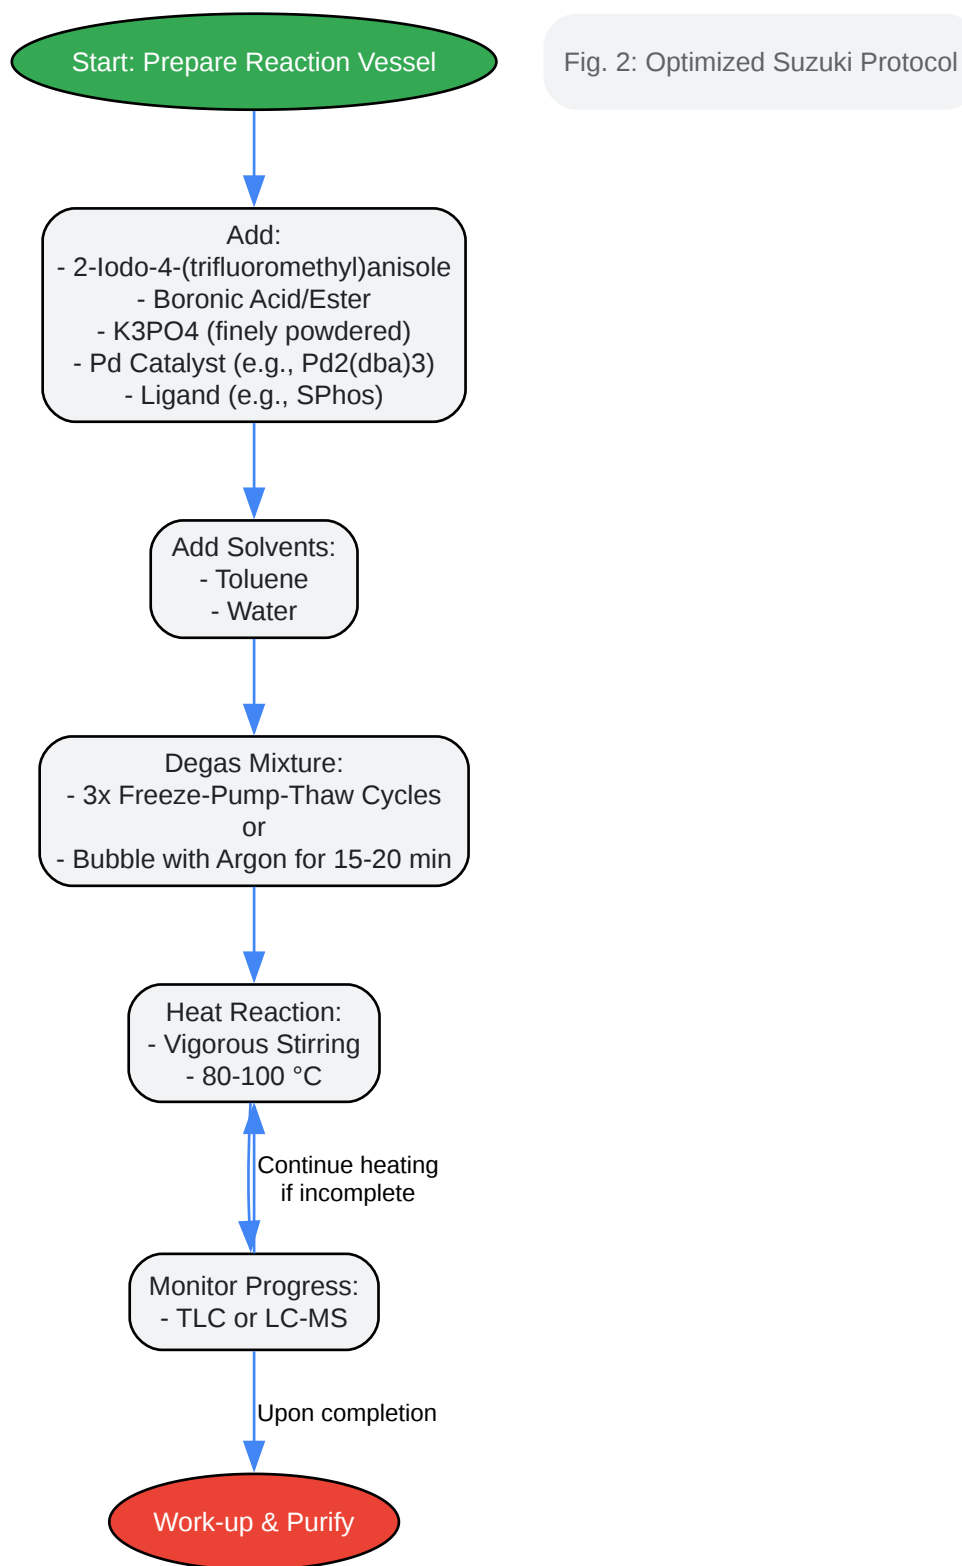 Start: Prepare Reaction Vessel
Fig. 2: Optimized Suzuki Protocol
Add:
- 2-Iodo-4-(trifluoromethyl)anisole
- Boronic Acid/Ester
- K3PO4 (finely powdered)
- Pd Catalyst (e.g., Pd2(dba)3)
- Ligand (e.g., SPhos)
Add Solvents:
- Toluene
- Water
Degas Mixture:
- 3x Freeze-Pump-Thaw Cycles
or
- Bubble with Argon for 15-20 min
Heat Reaction:
- Vigorous Stirring
- 80-100 °C
Continue heating
if incomplete
Monitor Progress:
- TLC or LC-MS
Upon completion
Work-up & Purify